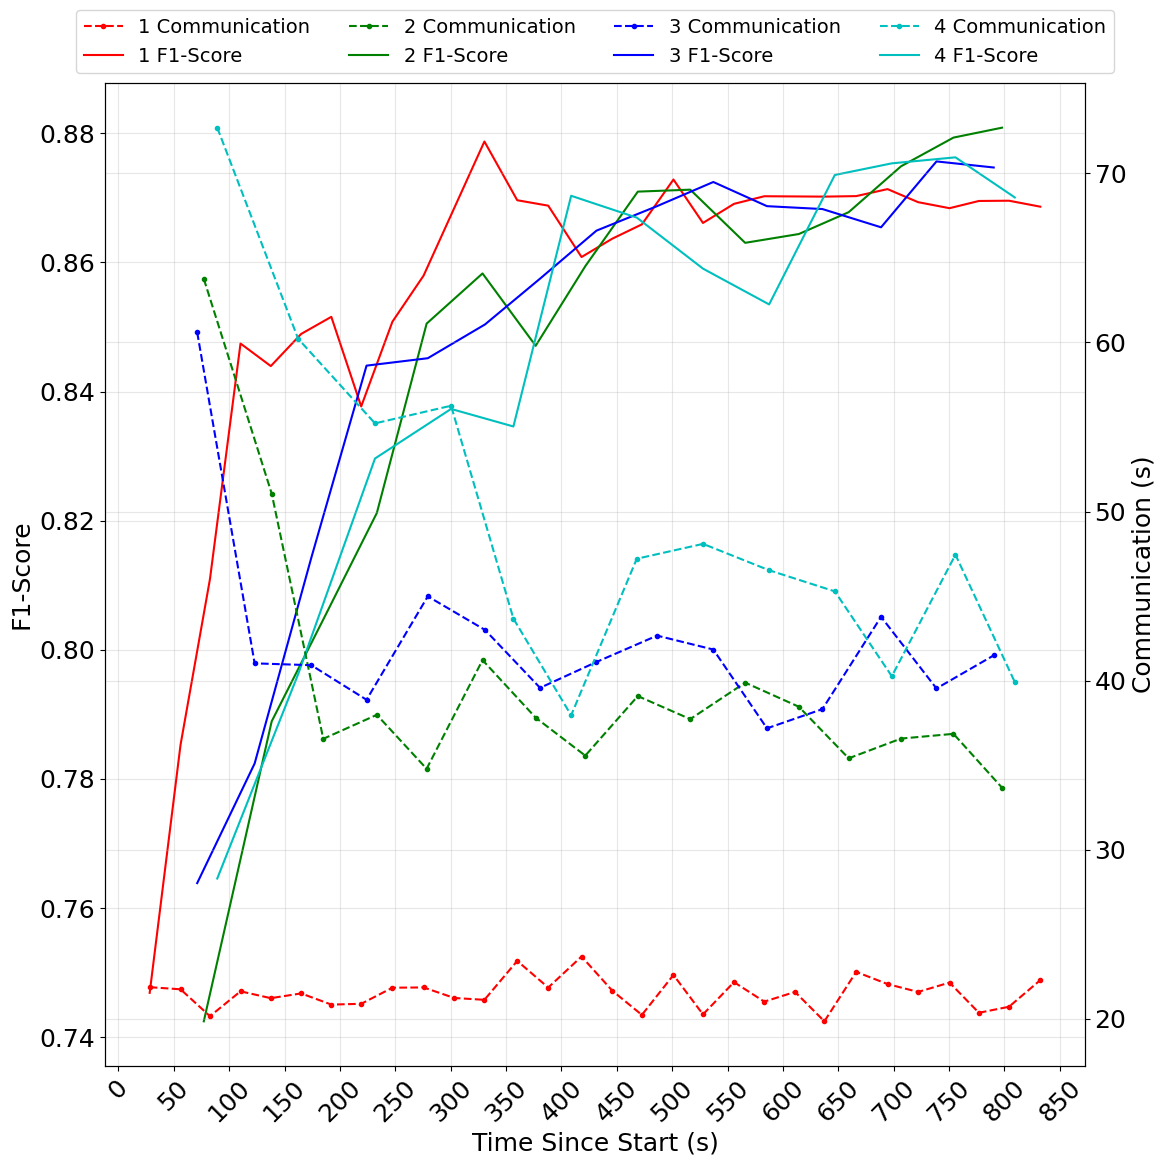 1 Communication 2 Communication 3 Communication 4 Communication
1 F1-Score 2 F1-Score 3 F1-Score 4 F1-Score
0.88
0.86
0.84
0.82
0.80
0.78
0.76
0.74
F1-Score
70
60
50
40
30
20
Communication (s)
0 50 100 150 200 250 300 350 400 450 500 550 600 650 700 750 800 850
Time Since Start (s)